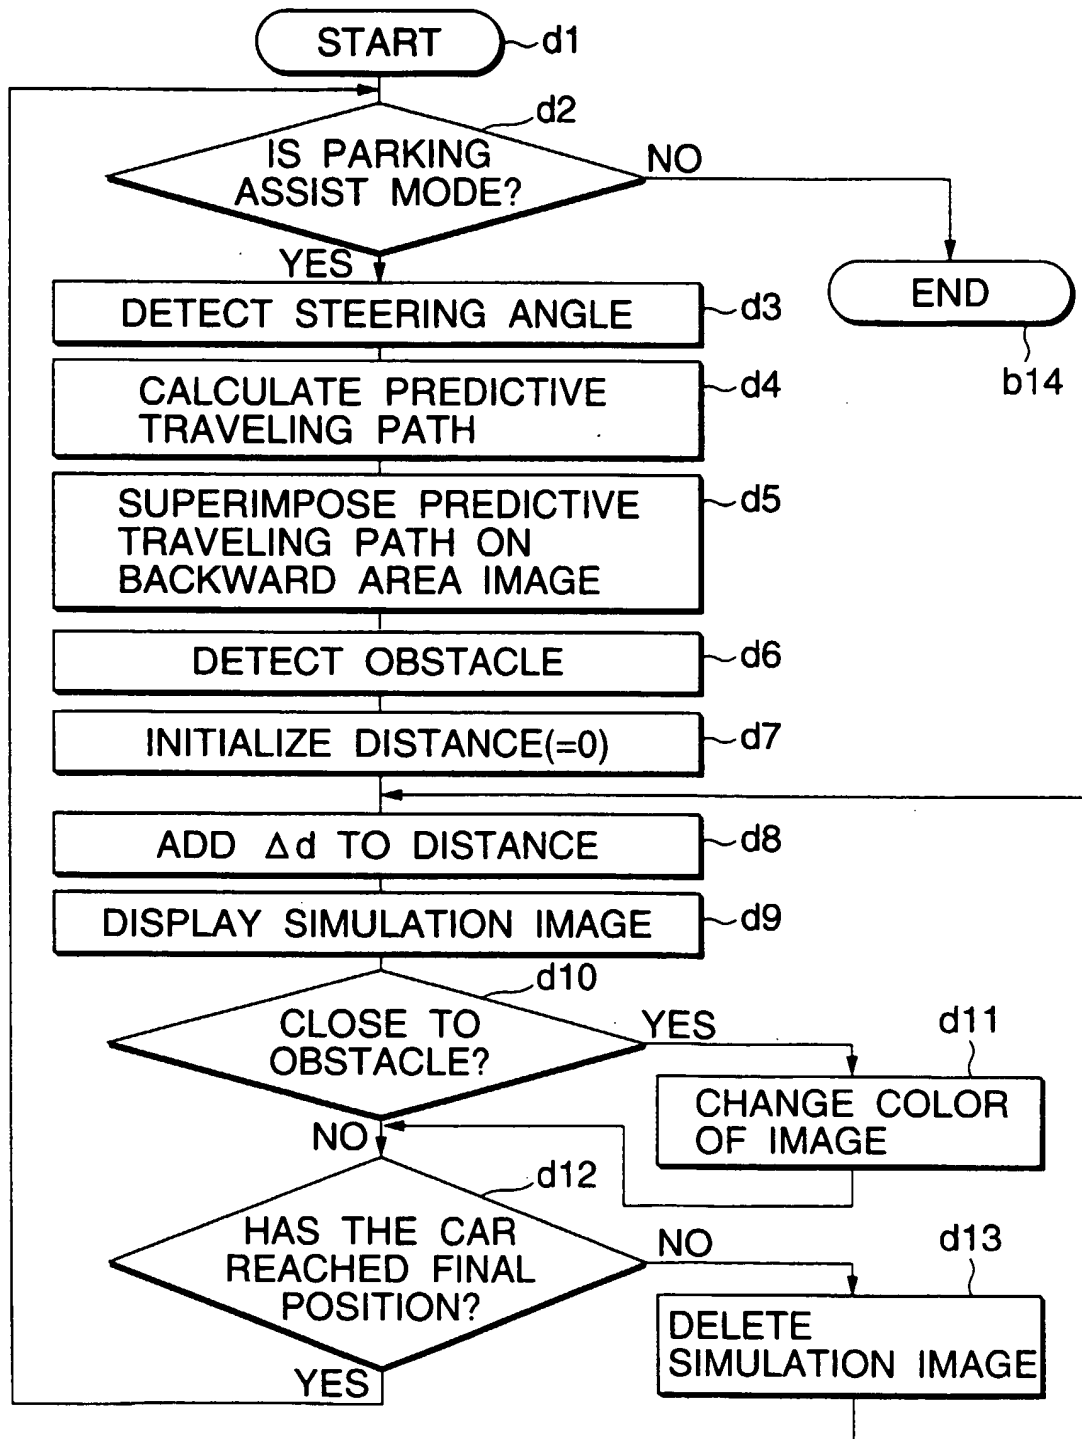 START
d1
d2
IS PARKING
ASSIST MODE?
NO
YES
END
b14
DETECT STEERING ANGLE
d3
CALCULATE PREDICTIVE
TRAVELING PATH
d4
SUPERIMPOSE PREDICTIVE
TRAVELING PATH ON
BACKWARD AREA IMAGE
d5
DETECT OBSTACLE
d6
INITIALIZE DISTANCE(=0)
d7
ADD Δd TO DISTANCE
d8
DISPLAY SIMULATION IMAGE
d9
d10
CLOSE TO
OBSTACLE?
YES
d11
CHANGE COLOR
OF IMAGE
NO
d12
HAS THE CAR
REACHED FINAL
POSITION?
NO
d13
DELETE
SIMULATION IMAGE
YES